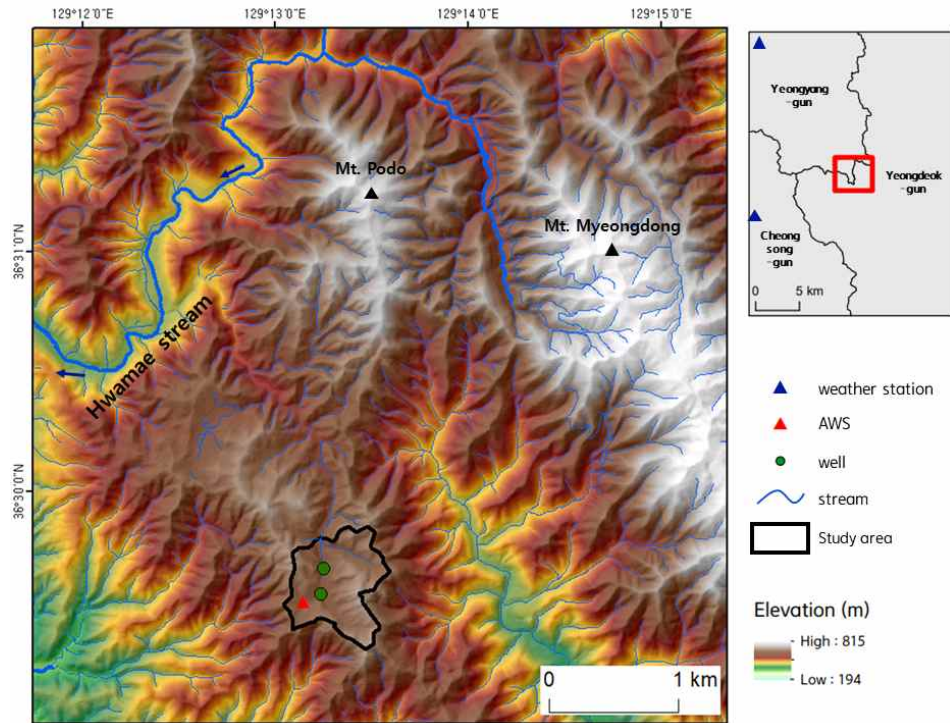 129°12'0"E
129°13'0"E
129°14'0"E
129°15'0"E
36°31'0"N
36°30'0"N
Mt. Podo
Mt. Myeongdong
Hwamae stream
0
1 km
Yeongyang
-gun
Yeongdeok
-gun
Cheong
song
-gun
0
5 km
weather station
AWS
well
stream
Study area
Elevation (m)
High : 815
Low : 194